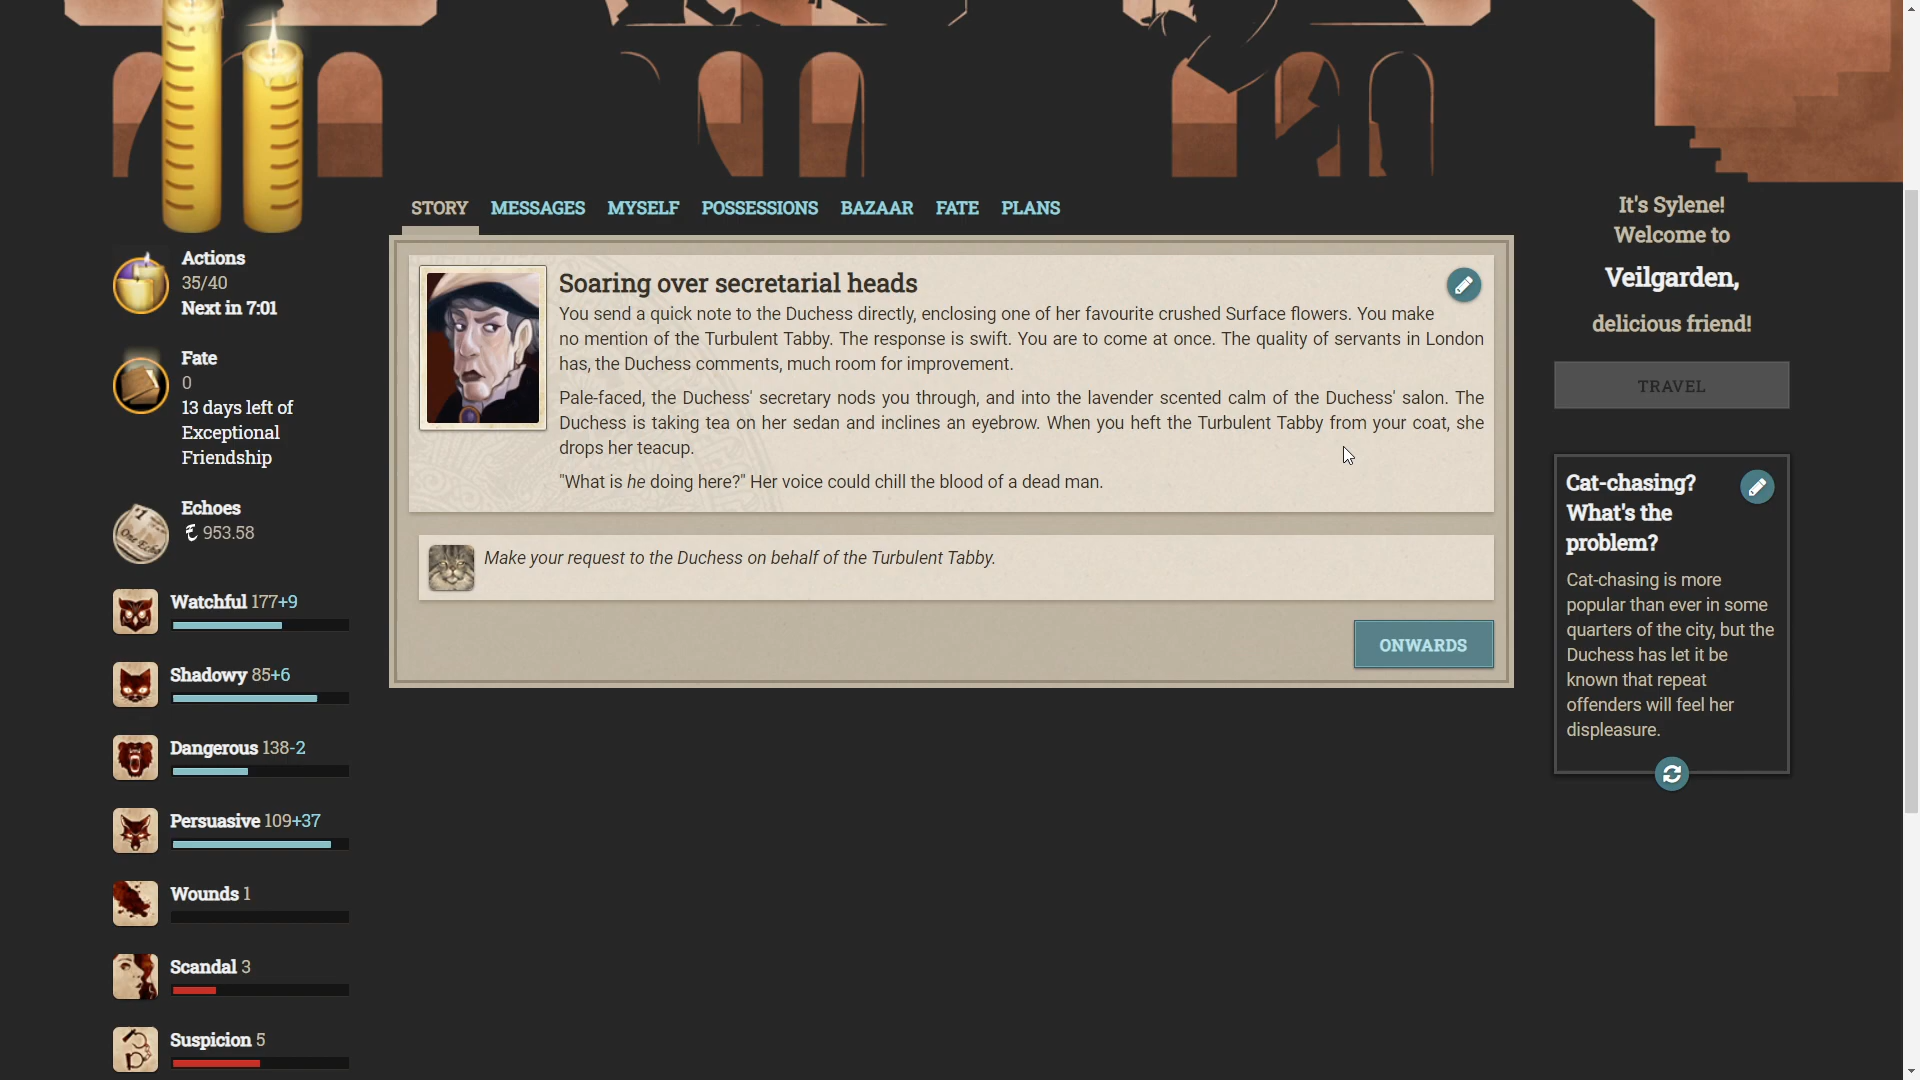 STORY MESSAGES MYSELF POSSESSIONS BAZAAR FATE PLANS
Actions
35/40
Next in 7:01
Fate
0
13 days left of
Exceptional
Friendship
One Echo
Echoes
953.58
Watchful 177+9
Shadowy 85+6
Dangerous 138-2
Persuasive 109+37
Wounds 1
Scandal 3
Suspicion 5
Soaring over secretarial heads
You send a quick note to the Duchess directly, enclosing one of her favourite crushed Surface flowers. You make
no mention of the Turbulent Tabby. The response is swift. You are to come at once. The quality of servants in London
has, the Duchess comments, much room for improvement.
Pale-faced, the Duchess' secretary nods you through, and into the lavender scented calm of the Duchess' salon. The
Duchess is taking tea on her sedan and inclines an eyebrow. When you heft the Turbulent Tabby from your coat, she
drops her teacup.
"What is he doing here?" Her voice could chill the blood of a dead man.
Make your request to the Duchess on behalf of the Turbulent Tabby.
ONWARDS
It's Sylene!
Welcome to
Veilgarden,
delicious friend!
TRAVEL
Cat-chasing?
What's the
problem?
Cat-chasing is more
popular than ever in some
quarters of the city, but the
Duchess has let it be
known that repeat
offenders will feel her
displeasure.